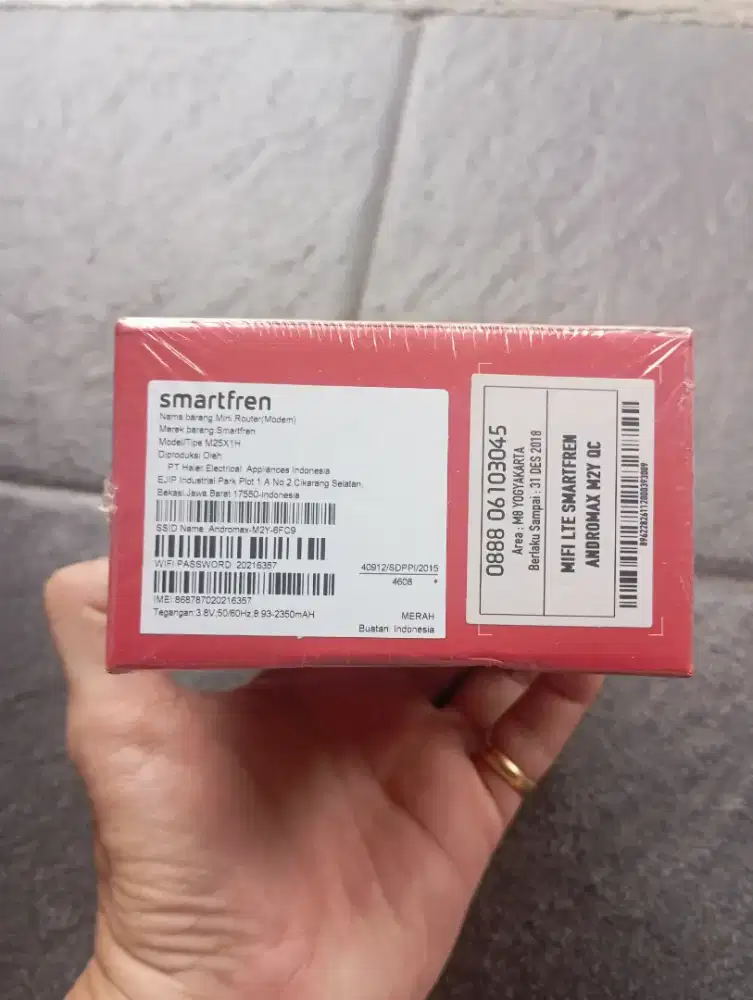 smartfren
Nama barang Mini Router(Modem)
Merek barang:Smartfren
Model/Tipe M25X1H
Diproduksi Oleh
PT Haier Electrical Appliances Indonesia
EJIP Industrial Park Plot 1 A No 2 Cikarang Selatan,
Bekasi,Jawa Barat 17550-Indonesia
SSID Name: Andromax-M2Y-6FC9
WIFI PASSWORD: 20216357
IMEI:868787020216357
Tegangan:3.8V,50/60Hz,8.93-2350mAH
40912/SDPPI/2015
4608 *
MERAH
Buatan Indonesia
0888 06103045
Area : M8 YOGYAKARTA
Berlaku Sampai : 31 DES 2018
MIFI LTE SMARTFREN
ANDROMAX M2Y QC